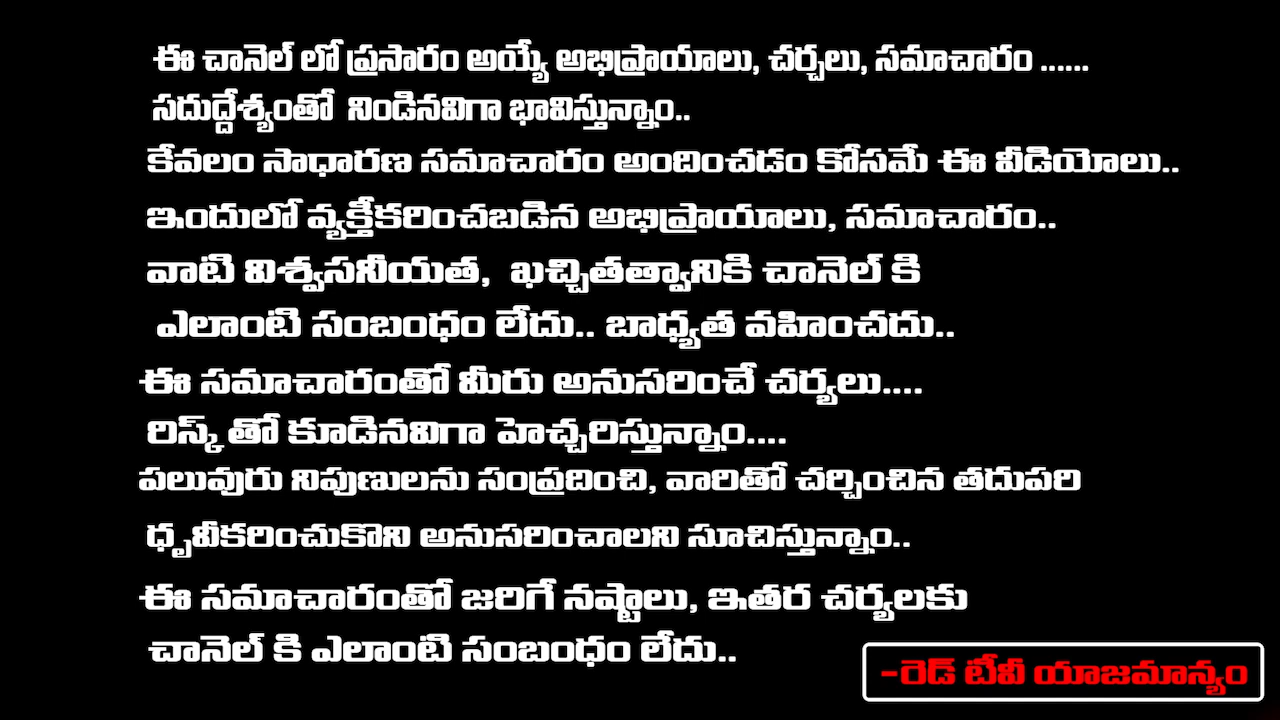 ఈ చానెల్ లో ప్రసారం అయ్యే అభిప్రాయాలు, చర్చలు, సమాచారం ......
సదుద్దేశ్యంతో నిండినవిగా భావిస్తున్నాం..
కేవలం సాధారణ సమాచారం అందించడం కోసమే ఈ వీడియోలు..
ఇందులో వ్యక్తీకరించబడిన అభిప్రాయాలు, సమాచారం..
వాటి విశ్వసనీయత, ఖచ్చితత్వానికి చానెల్ కి
ఎలాంటి సంబంధం లేదు.. బాధ్యత వహించదు..
ఈ సమాచారంతో మీరు అనుసరించే చర్యలు....
రిస్క్ తో కూడినవిగా హెచ్చరిస్తున్నాం....
పలువురు నిపుణులను సంప్రదించి, వారితో చర్చించిన తదుపరి
ధృవీకరించుకొని అనుసరించాలని సూచిస్తున్నాం..
ఈ సమాచారంతో జరిగే నష్టాలు, ఇతర చర్యలకు
చానెల్ కి ఎలాంటి సంబంధం లేదు..
-రెడ్ టీవీ యాజమాన్యం